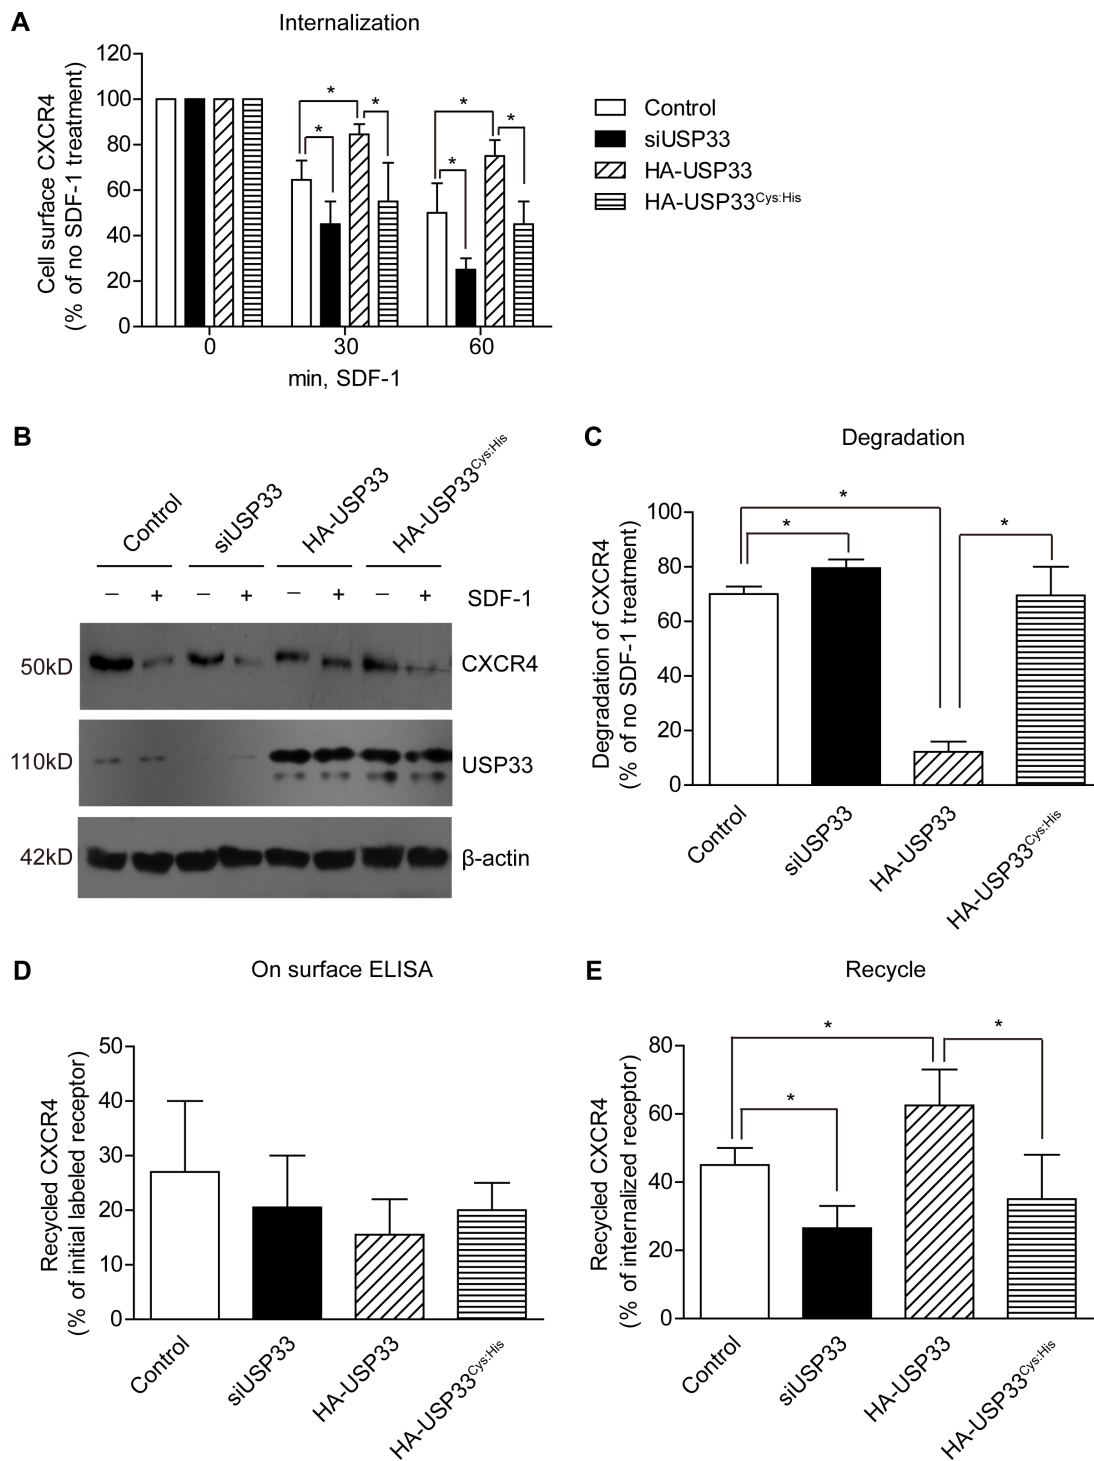 A
Internalization
Cell surface CXCR4
(% of no SDF-1 treatment)
120
100
80
60
40
20
0
* * * *
* *
* *
0 30 60
min, SDF-1
Control
siUSP33
HA-USP33
HA-USP33Cys:His
B
Control siUSP33 HA-USP33 HA-USP33Cys:His
– + – + – + – + SDF-1
50kD CXCR4
110kD USP33
42kD β-actin
C
Degradation
Degradation of CXCR4
(% of no SDF-1 treatment)
100
80
60
40
20
0
*
* *
Control siUSP33 HA-USP33 HA-USP33Cys:His
D
On surface ELISA
Recycled CXCR4
(% of initial labeled receptor)
50
40
30
20
10
0
Control siUSP33 HA-USP33 HA-USP33Cys:His
E
Recycle
Recycled CXCR4
(% of internalized receptor)
80
60
40
20
0
* *
*
Control siUSP33 HA-USP33 HA-USP33Cys:His